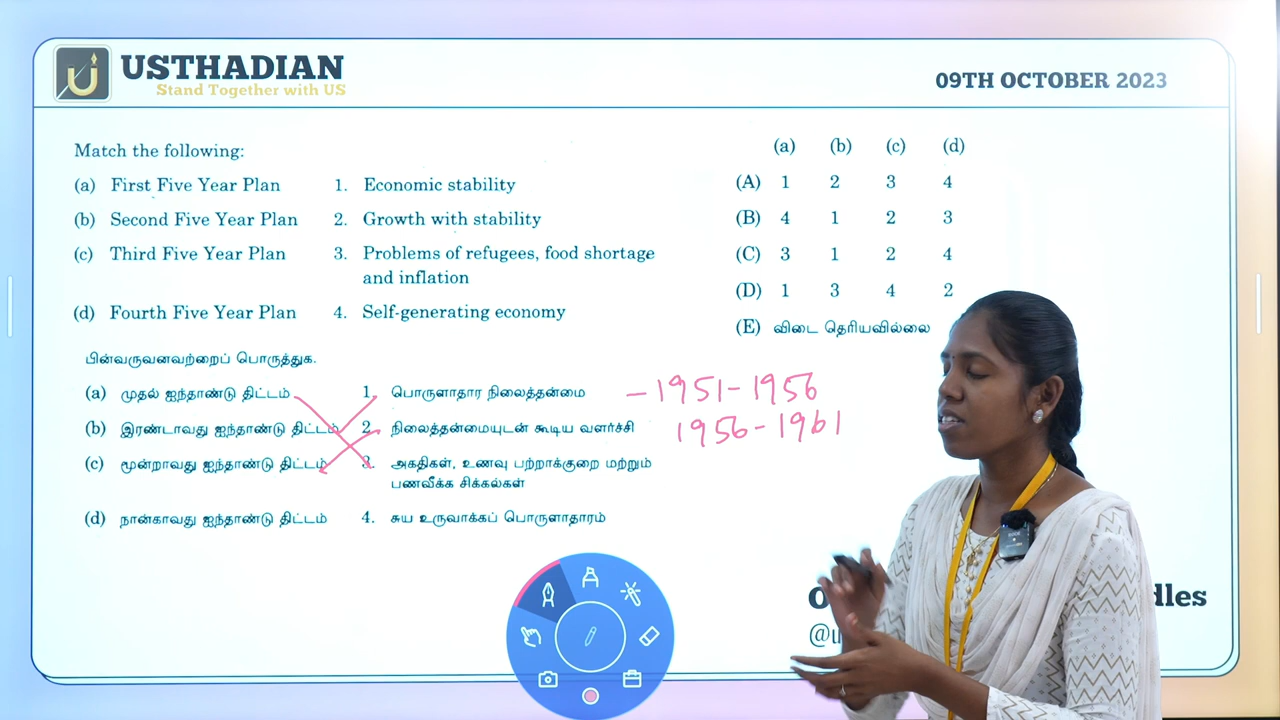 USTHADIAN
Stand Together with US
09TH OCTOBER 2023
Match the following:
(a) First Five Year Plan 1. Economic stability
(b) Second Five Year Plan 2. Growth with stability
(c) Third Five Year Plan 3. Problems of refugees, food shortage
and inflation
(d) Fourth Five Year Plan 4. Self-generating economy
(a) (b) (c) (d)
(A) 1 2 3 4
(B) 4 1 2 3
(C) 3 1 2 4
(D) 1 3 4 2
(E) விடை தெரியவில்லை
பின்வருவனவற்றைப் பொருத்துக.
(a) முதல் ஐந்தாண்டு திட்டம் 1. பொருளாதார நிலைத்தன்மை
(b) இரண்டாவது ஐந்தாண்டு திட்டம் 2. நிலைத்தன்மையுடன் கூடிய வளர்ச்சி
(c) மூன்றாவது ஐந்தாண்டு திட்டம் 3. அகதிகள், உணவு பற்றாக்குறை மற்றும்
பணவீக்க சிக்கல்கள்
(d) நான்காவது ஐந்தாண்டு திட்டம் 4. சுய உருவாக்கப் பொருளாதாரம்
– 1951 – 1956
1956 – 1961